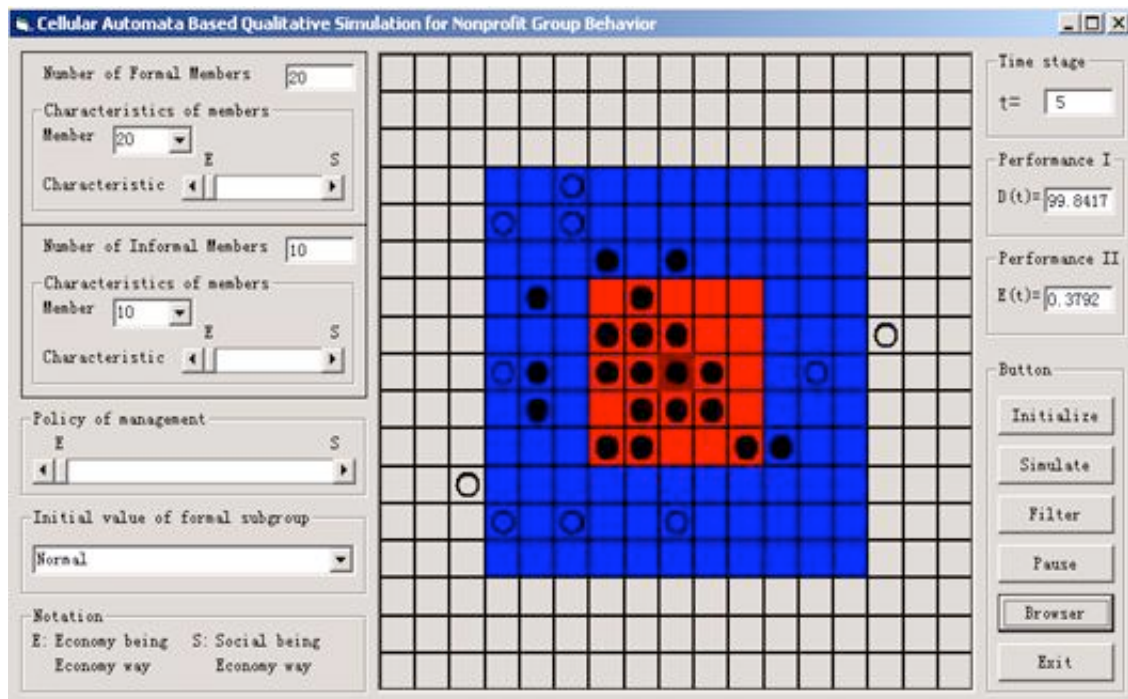 Cellular Automata Based Qualitative Simulation for Nonprofit Group Behavior
Number of Formal Members 20
Characteristics of members
Member 20
E S
Characteristic
Number of Informal Members 10
Characteristics of members
Member 10
E S
Characteristic
Policy of management
E S
Initial value of formal subgroup
Normal
Notation
E: Economy being S: Social being
Economy way Economy way
Time stage
t= 5
Performance I
D(t)= 99.8417
Performance II
E(t)= 0.3792
Button
Initialize
Simulate
Filter
Pause
Browser
Exit